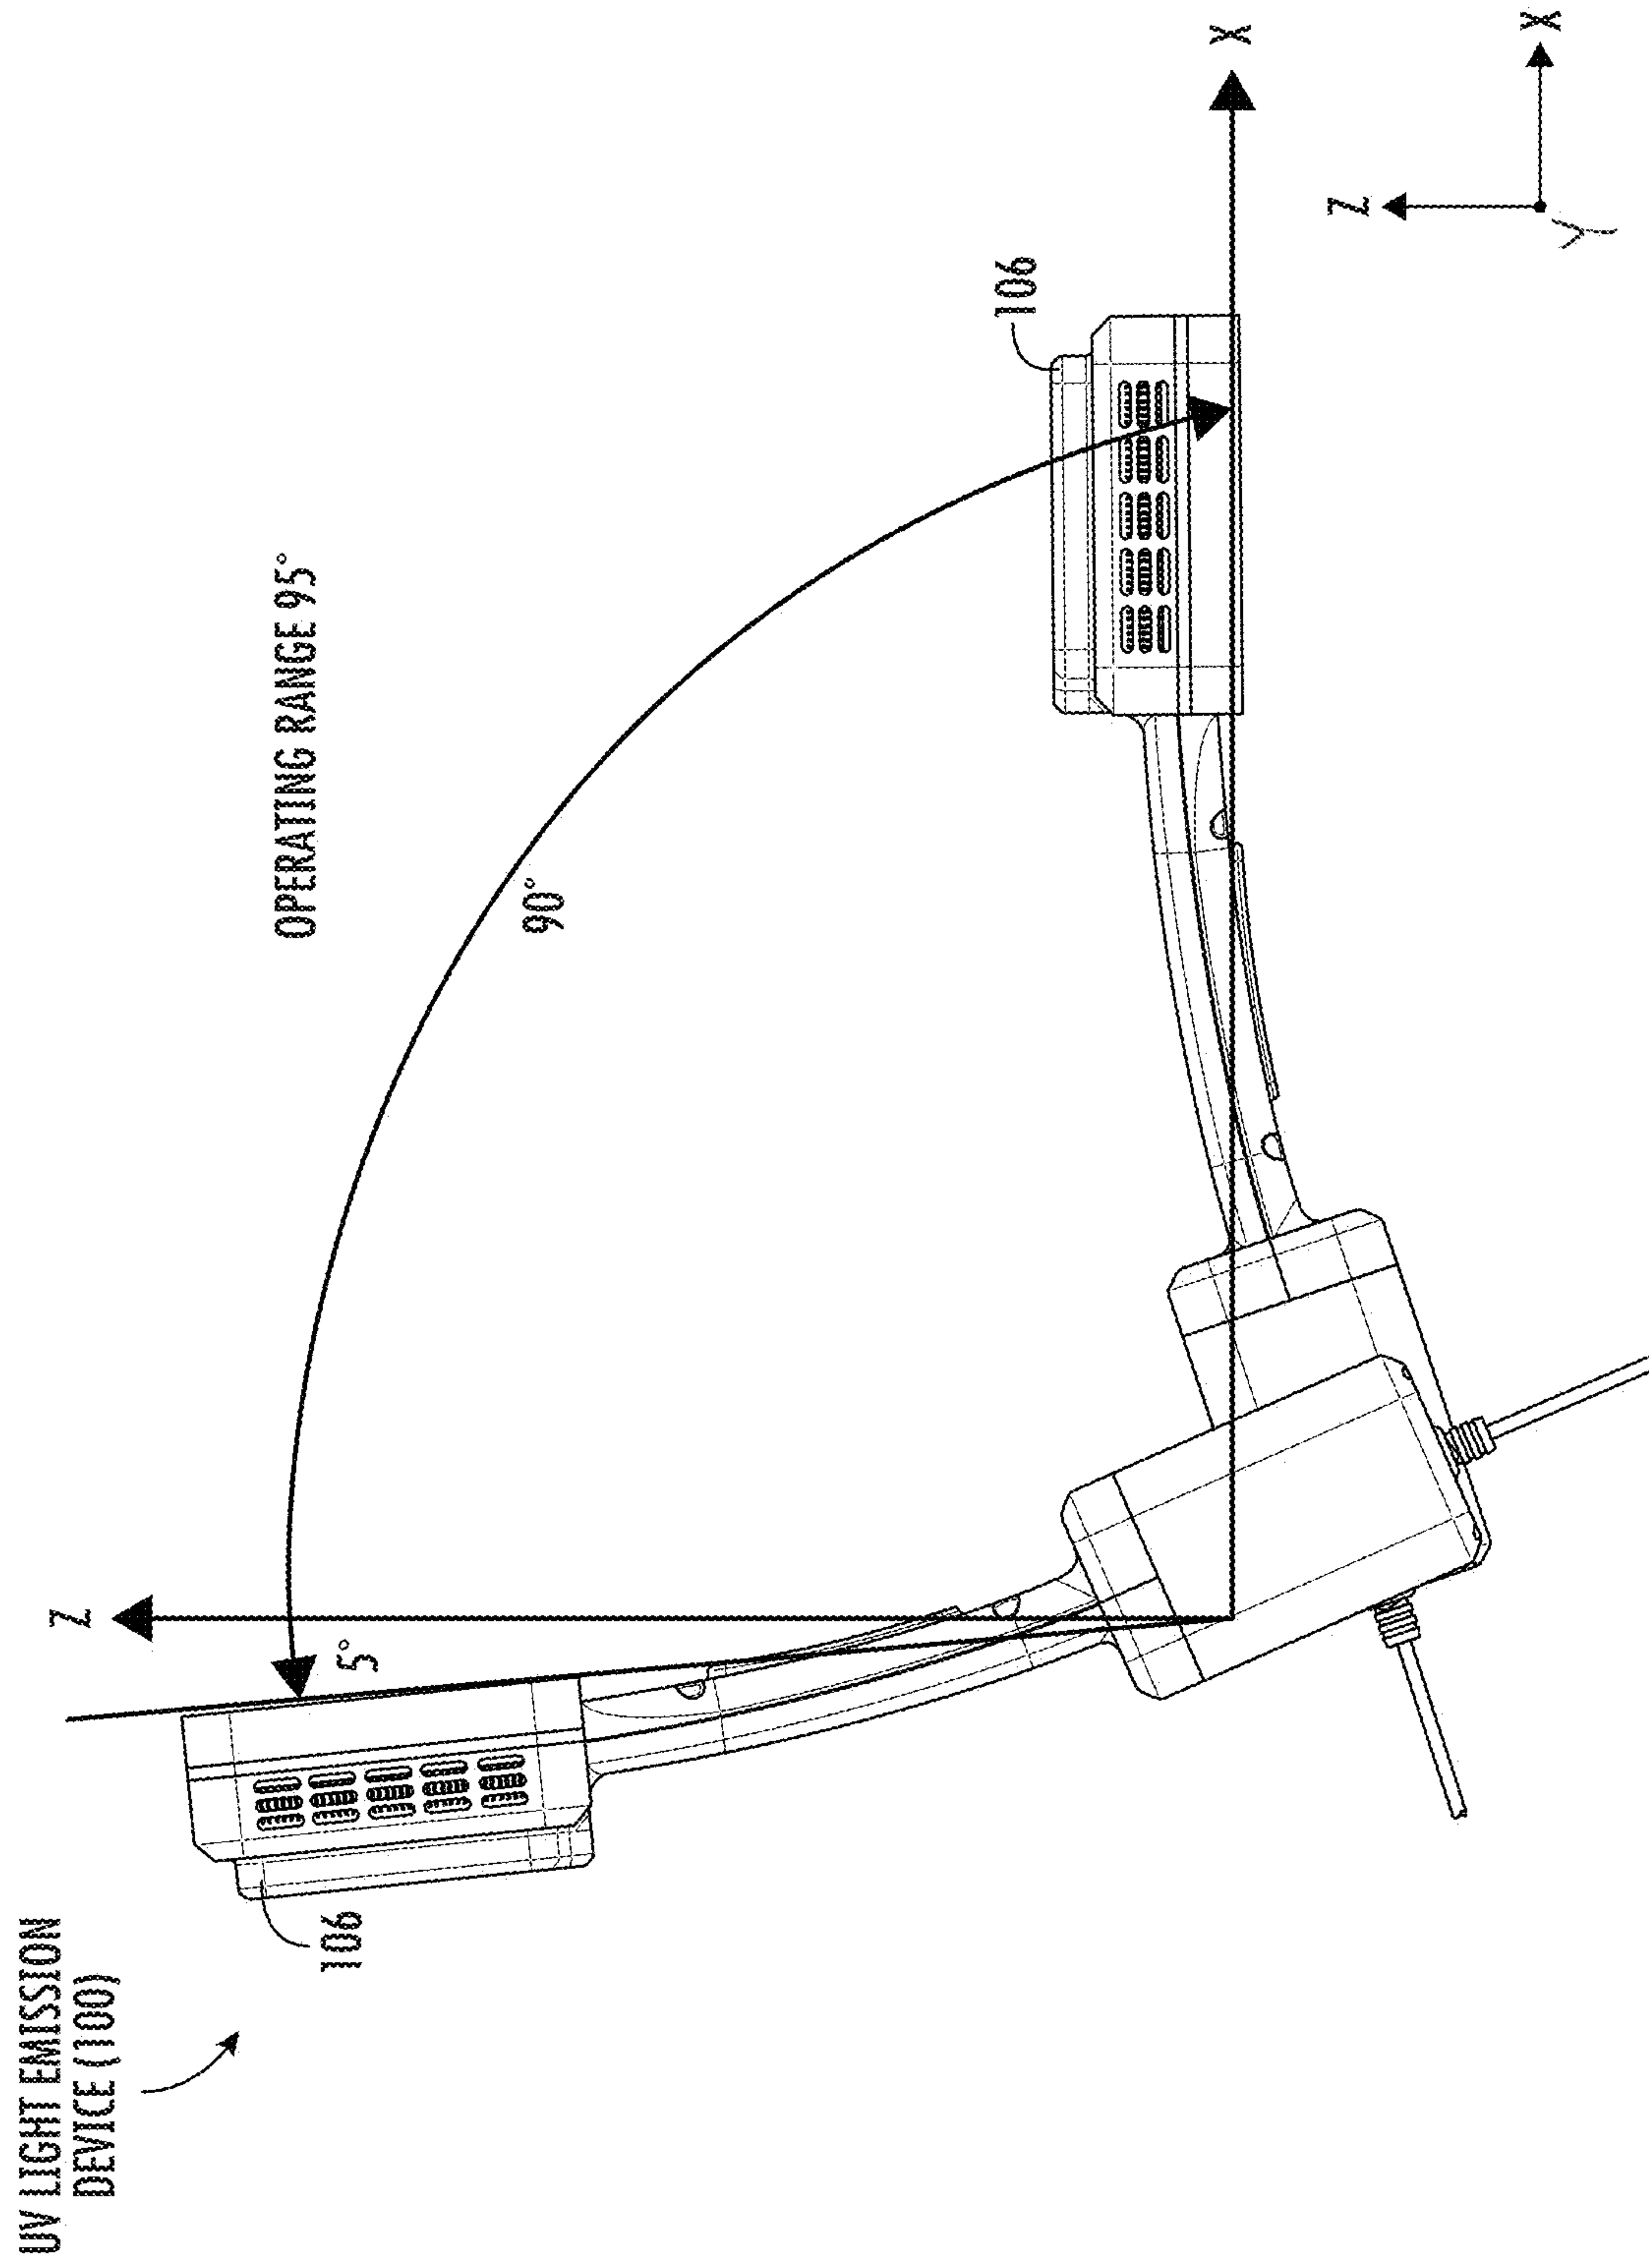 UV LIGHT EMISSION
DEVICE (100)
106
Z
5°
OPERATING RANGE 95°
90°
106
X
Z
Y
X